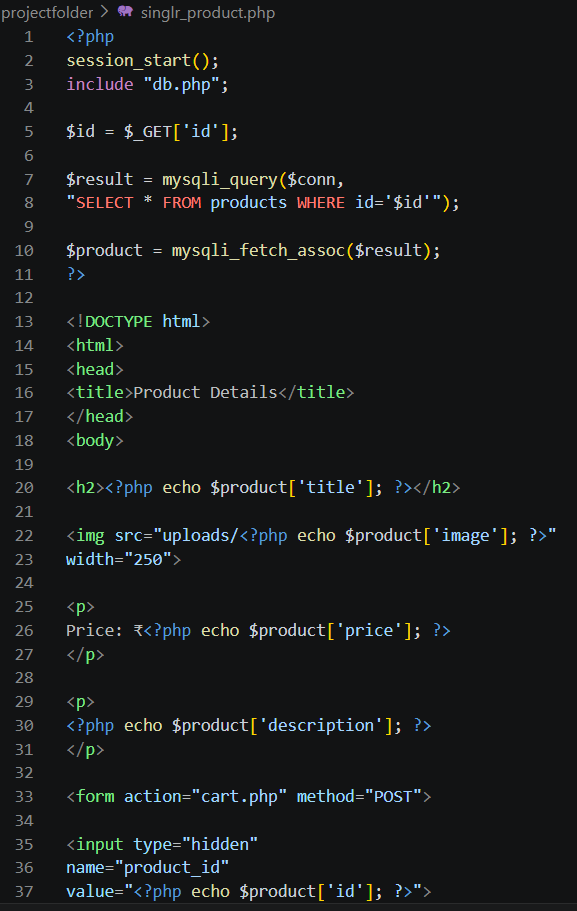 projectfolder > singlr_product.php
1 <?php
2 session_start();
3 include "db.php";
4
5 $id = $_GET['id'];
6
7 $result = mysqli_query($conn,
8 "SELECT * FROM products WHERE id='$id'");
9
10 $product = mysqli_fetch_assoc($result);
11 ?>
12
13 <!DOCTYPE html>
14 <html>
15 <head>
16 <title>Product Details</title>
17 </head>
18 <body>
19
20 <h2><?php echo $product['title']; ?></h2>
21
22 <img src="uploads/<?php echo $product['image']; ?>"
23 width="250">
24
25 <p>
26 Price: ₹<?php echo $product['price']; ?>
27 </p>
28
29 <p>
30 <?php echo $product['description']; ?>
31 </p>
32
33 <form action="cart.php" method="POST">
34
35 <input type="hidden"
36 name="product_id"
37 value="<?php echo $product['id']; ?>">